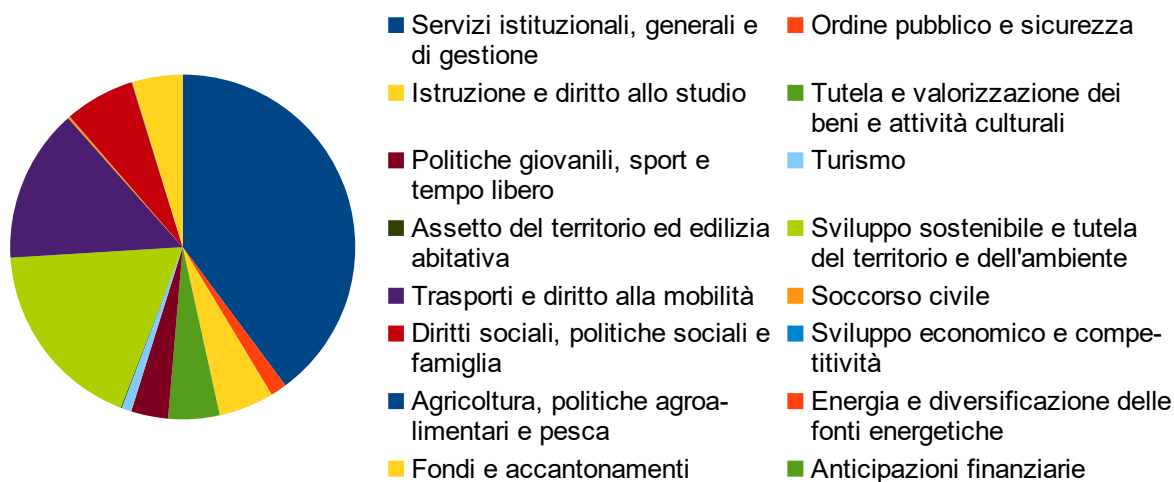 Servizi istituzionali, generali e
di gestione
Ordine pubblico e sicurezza
Istruzione e diritto allo studio
Tutela e valorizzazione dei
beni e attività culturali
Politiche giovanili, sport e
tempo libero
Turismo
Assetto del territorio ed edilizia
abitativa
Sviluppo sostenibile e tutela
del territorio e dell'ambiente
Trasporti e diritto alla mobilità
Soccorso civile
Diritti sociali, politiche sociali e
famiglia
Sviluppo economico e compe-
titività
Agricoltura, politiche agroa-
limentari e pesca
Energia e diversificazione delle
fonti energetiche
Fondi e accantonamenti
Anticipazioni finanziarie